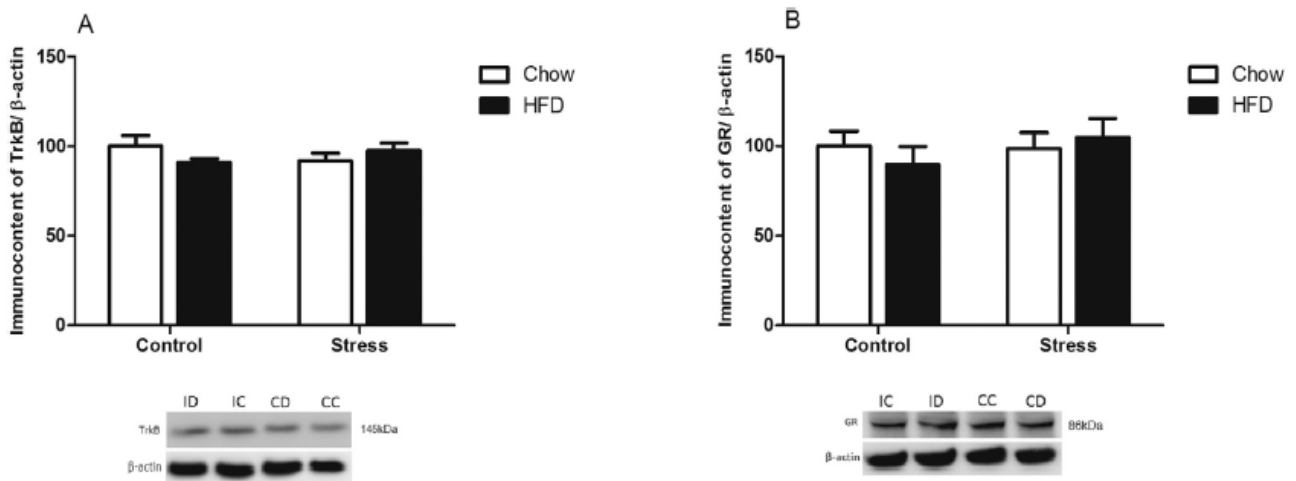 A
Immunocontent of TrkB/ β-actin
150
100
50
0
Control Stress
Chow
HFD
ID IC CD CC
TrkB 145kDa
β-actin
B
Immunocontent of GR/ β-actin
150
100
50
0
Control Stress
Chow
HFD
IC ID CC CD
GR 86kDa
β-actin